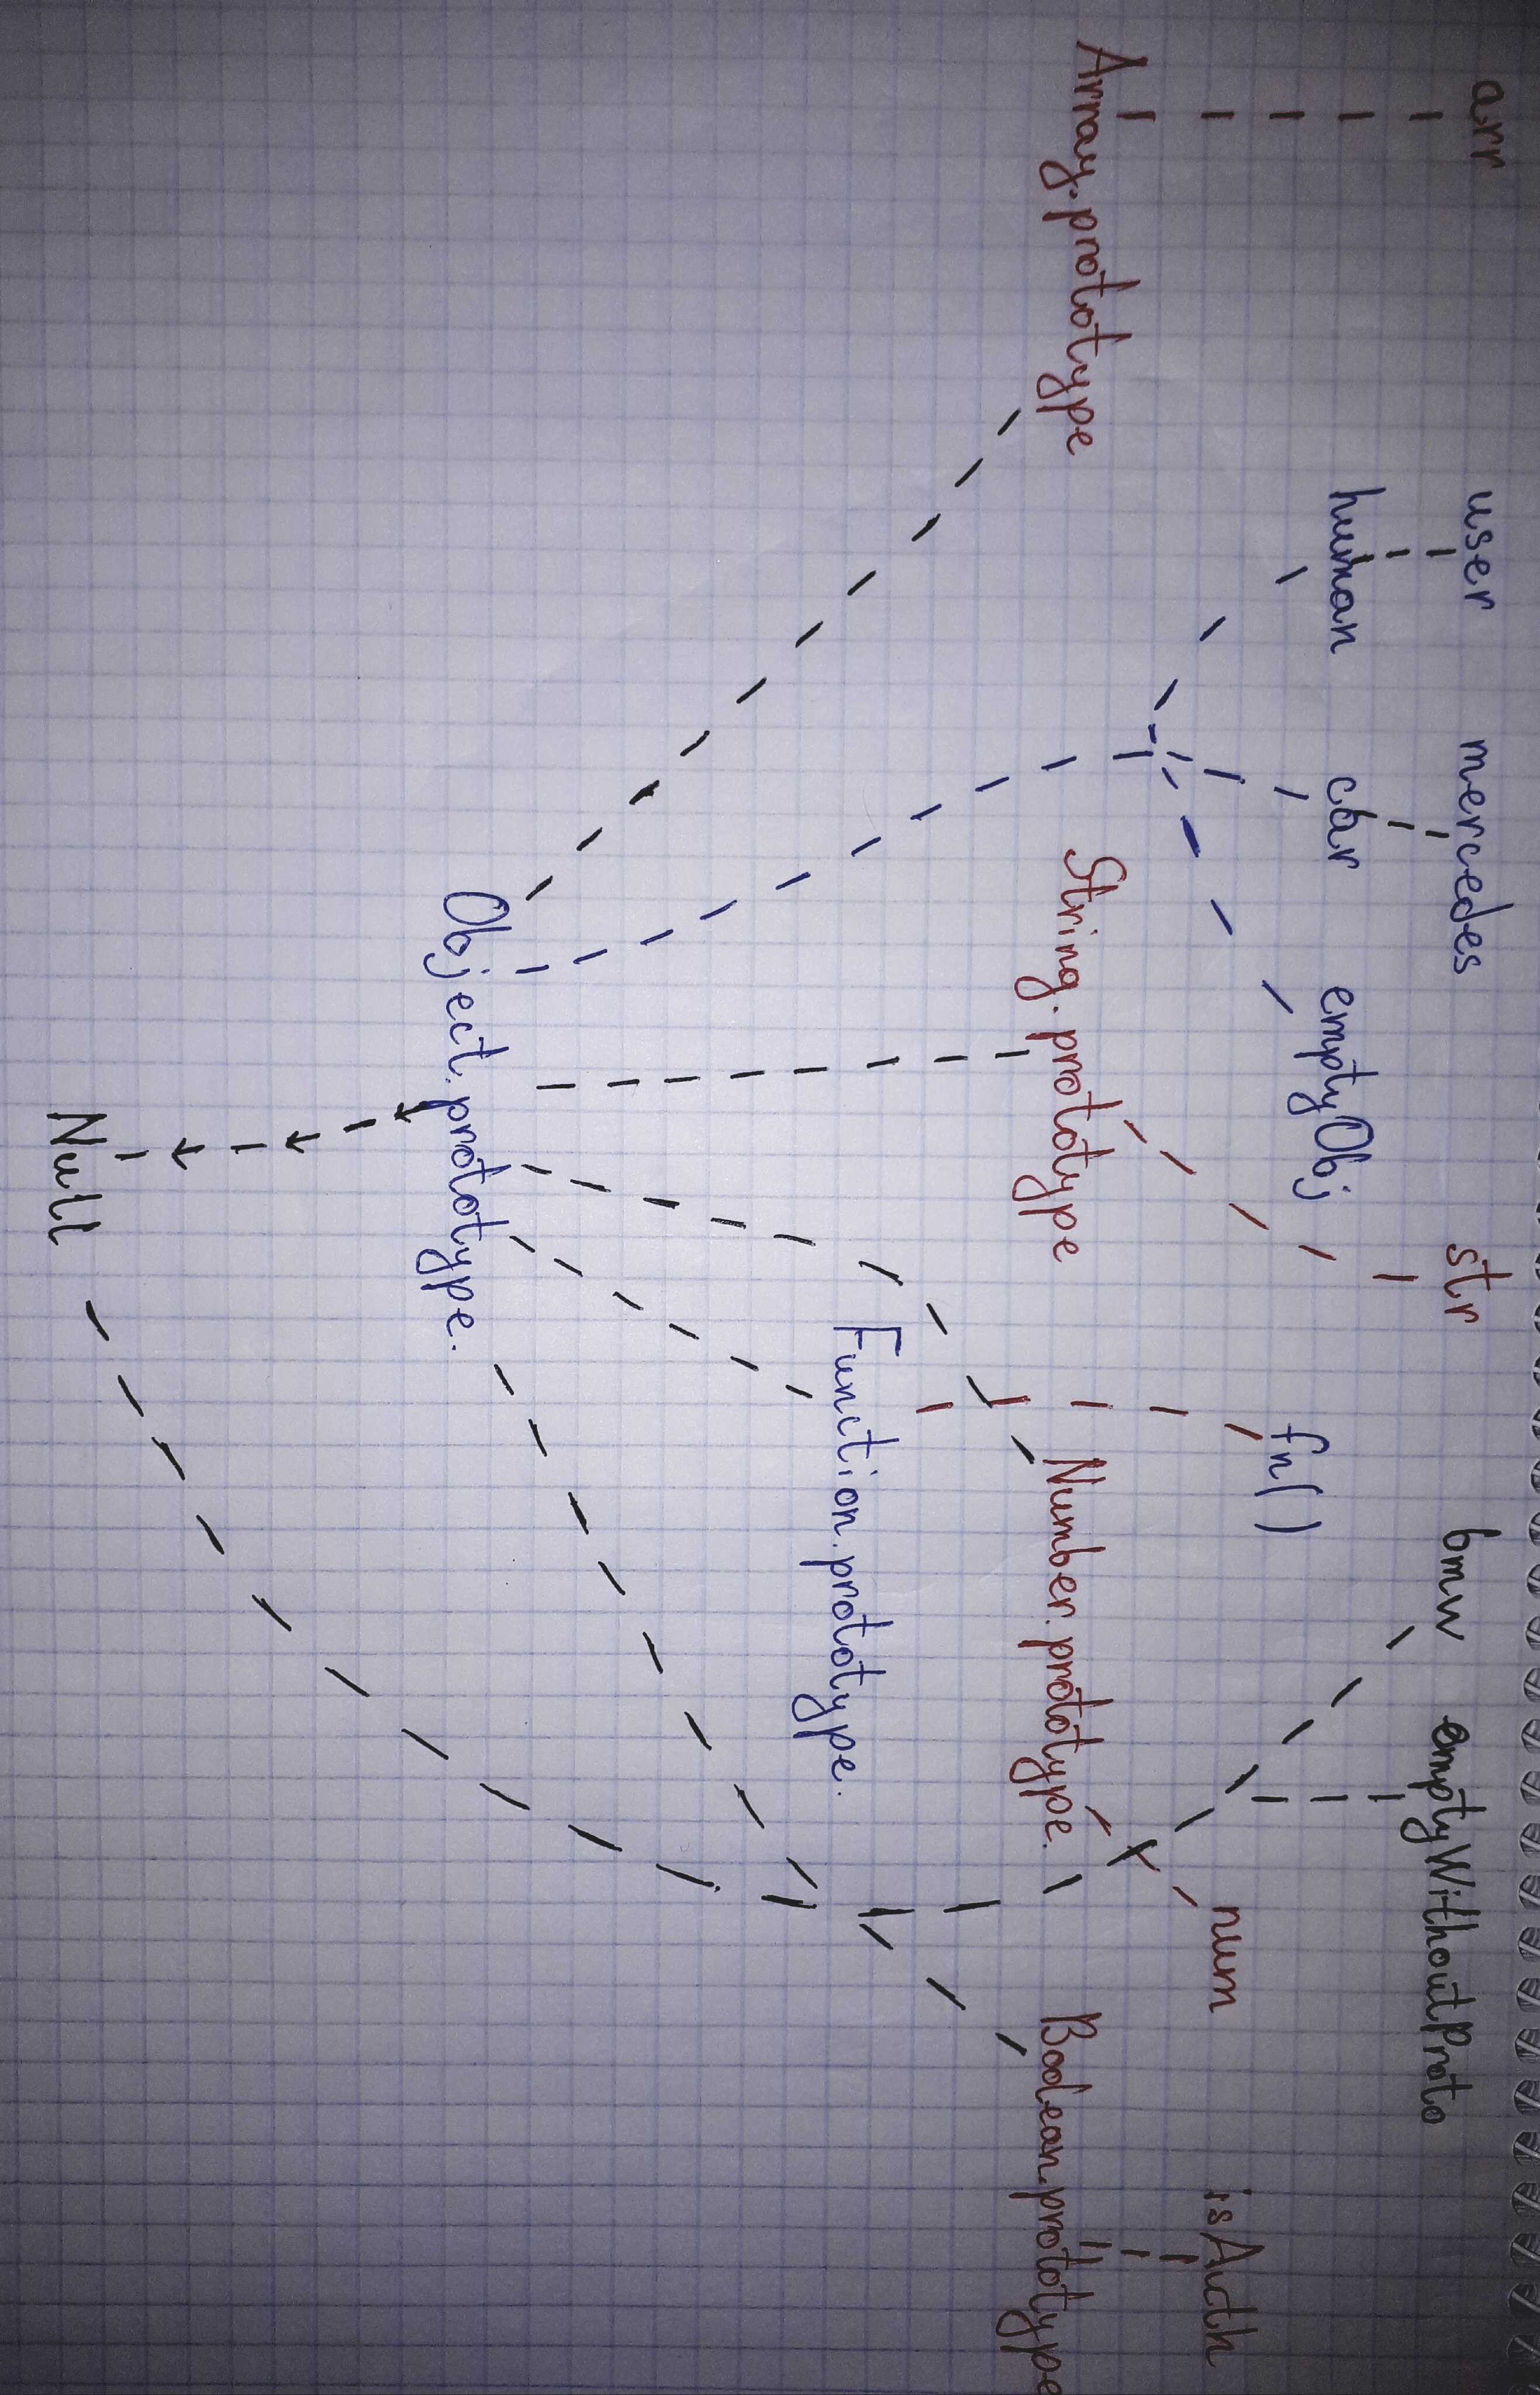 arr
user
mercedes
str
bmw
emptyWithoutProto
human
car
emptyObj
fn()
num
isAuth
Array.prototype
String.prototype
Number.prototype.
Boolean.prototype
Function.prototype.
Object.prototype.
Null